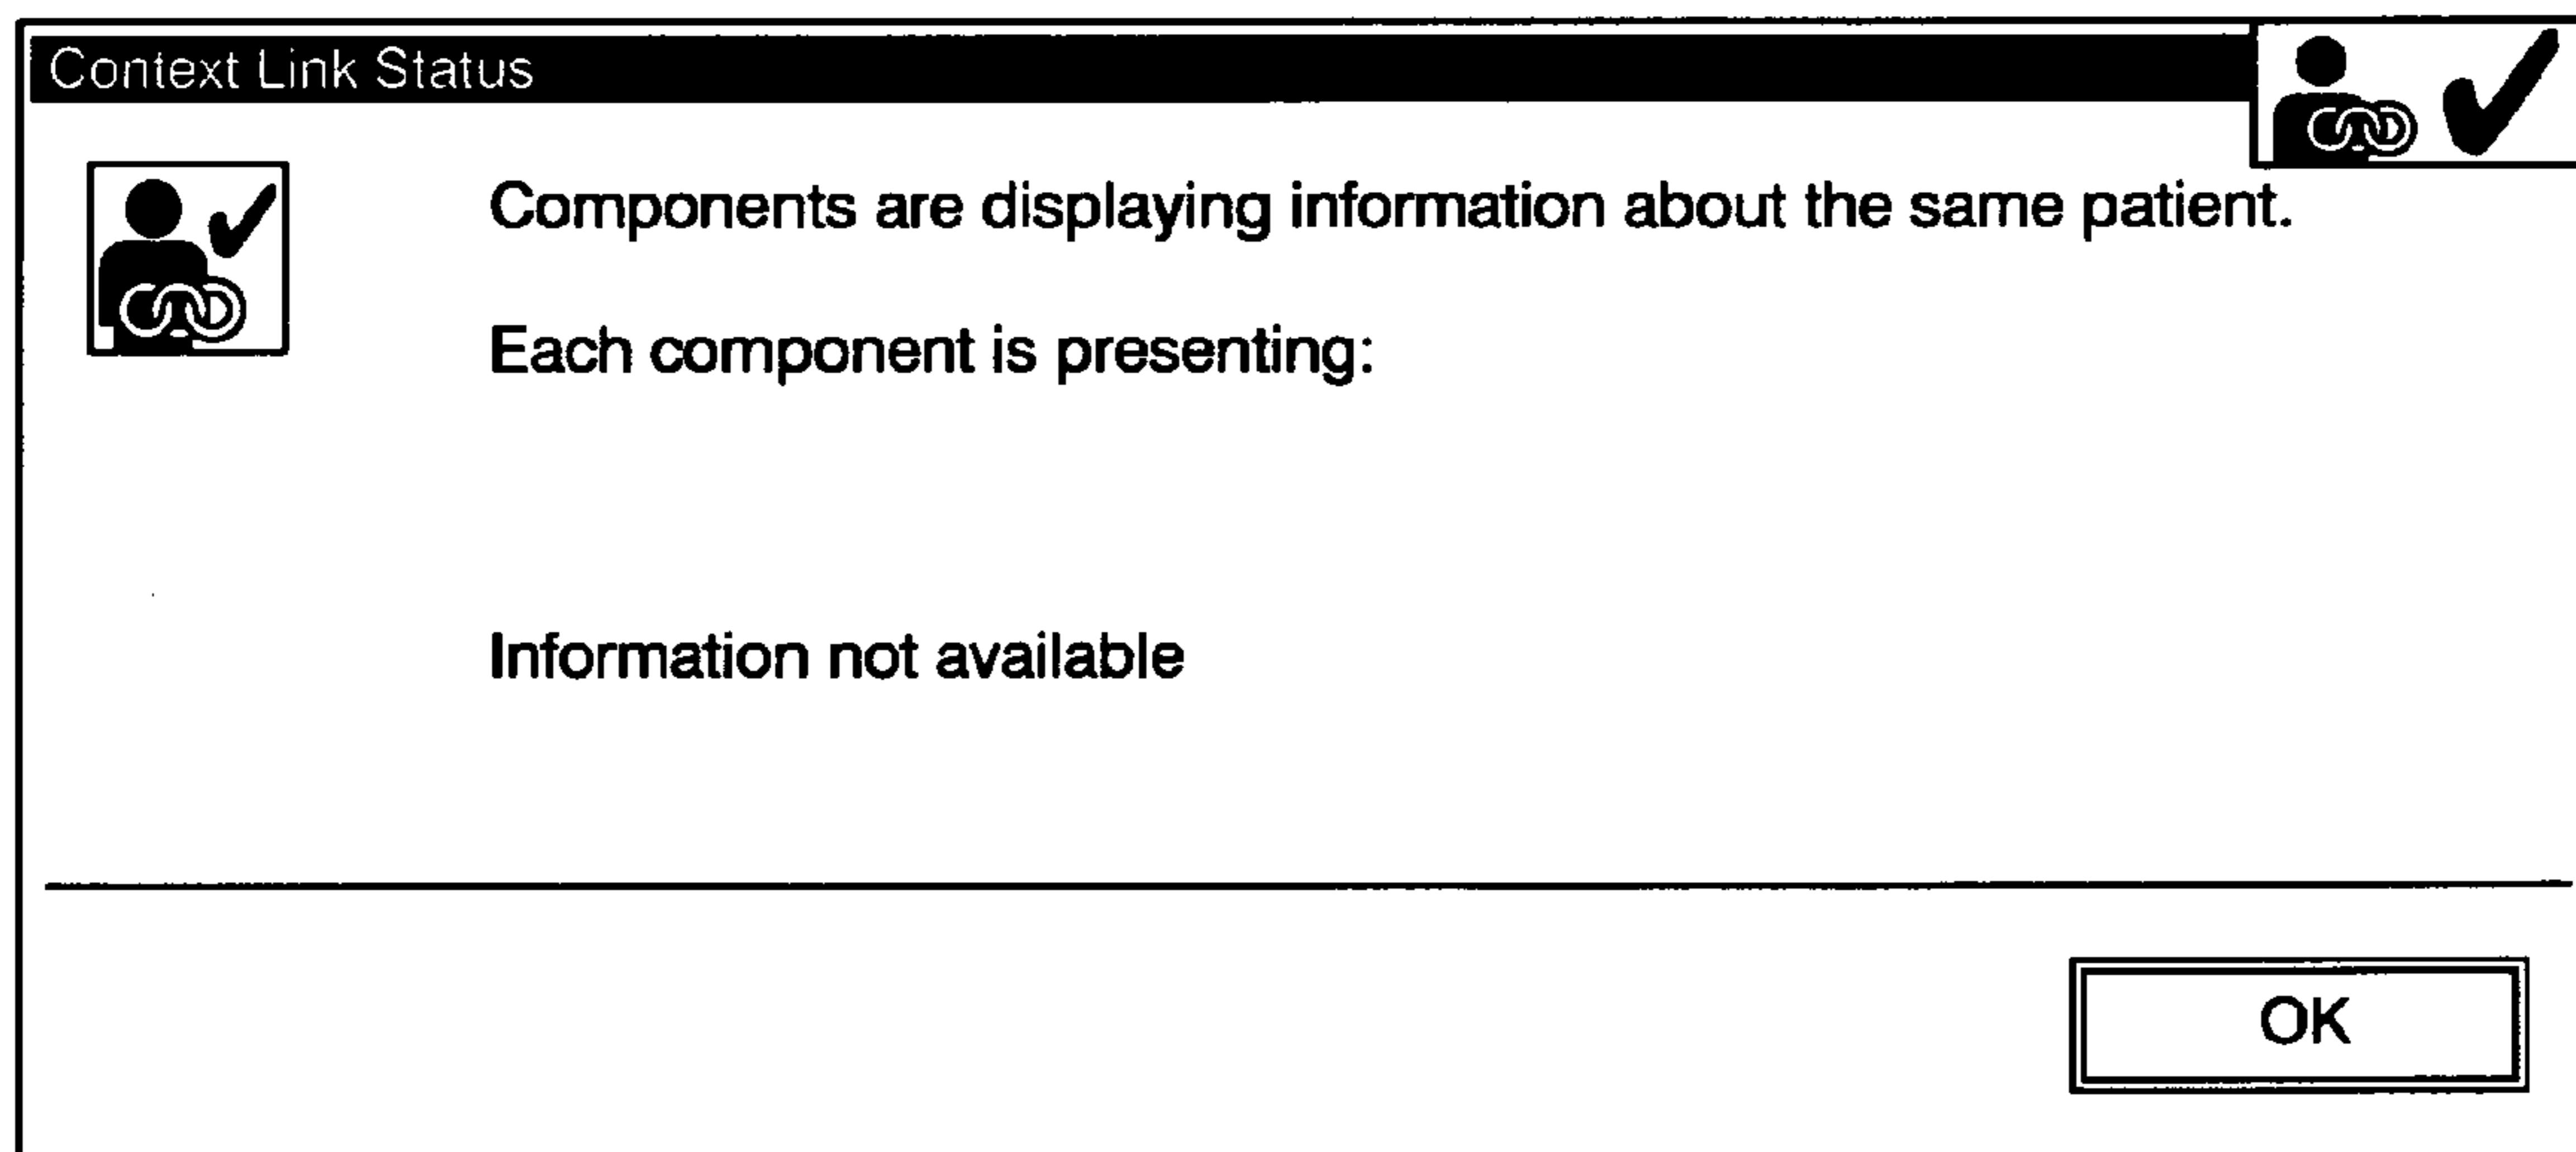 Context Link Status
Components are displaying information about the same patient.
Each component is presenting:
Information not available
OK